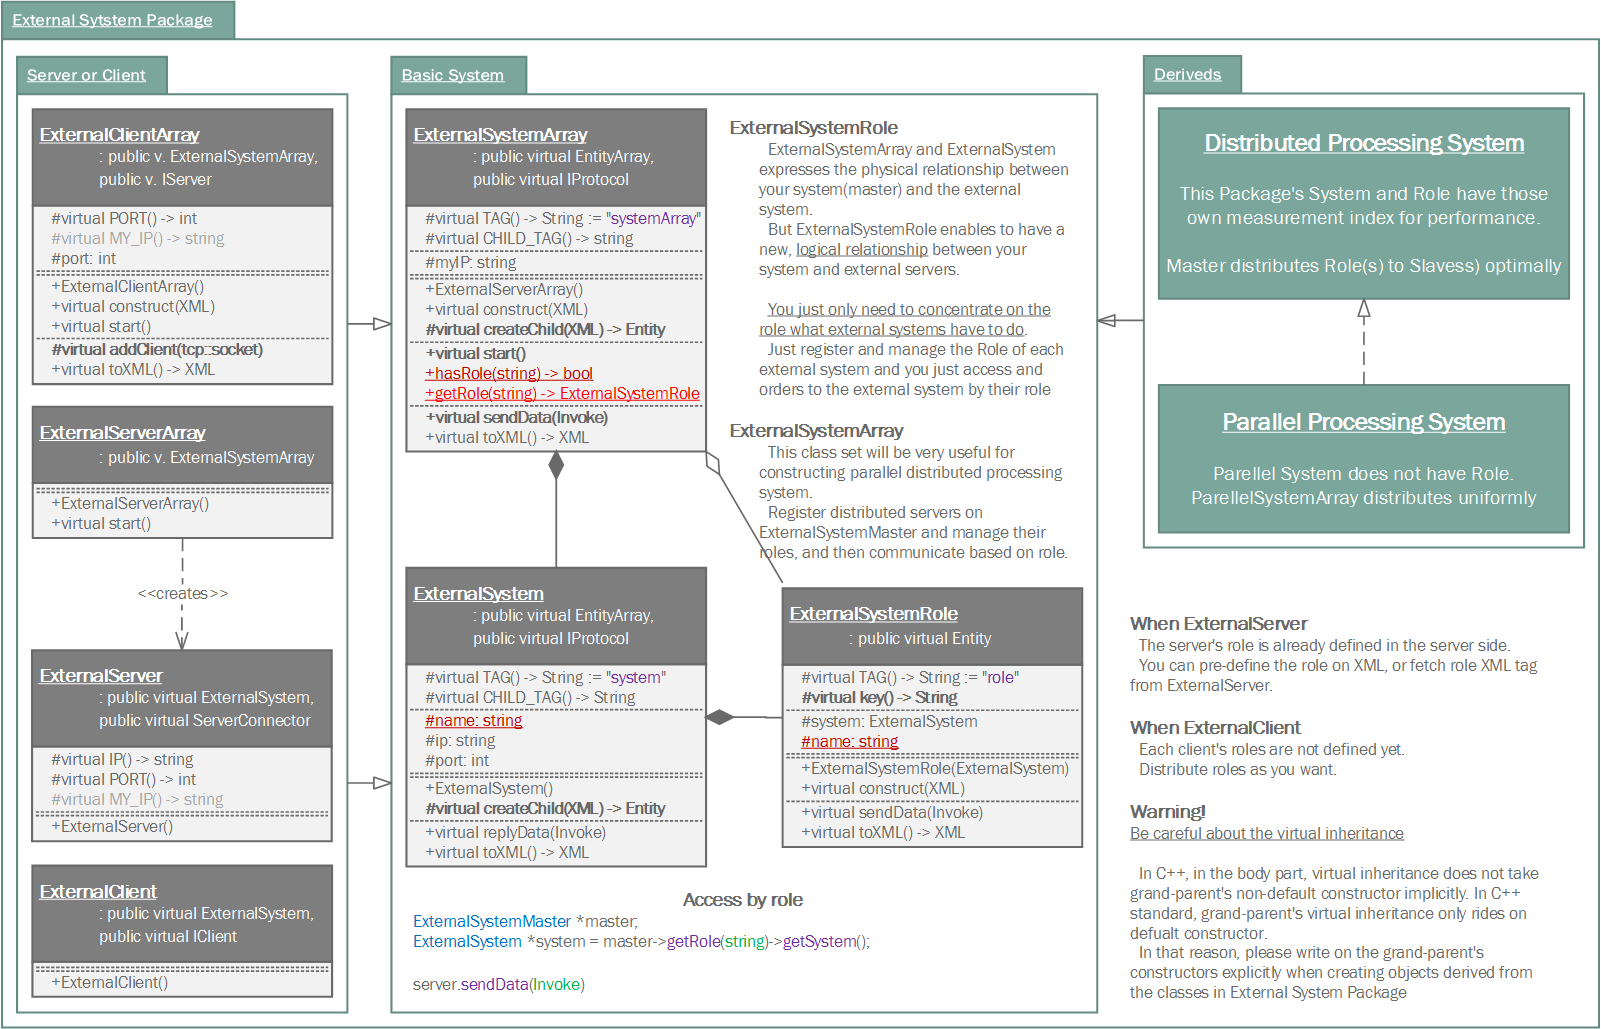 External Sytstem Package
Server or Client
ExternalClientArray
: public v. ExternalSystemArray,
public v. IServer
#virtual PORT() -> int
#virtual MY_IP() -> string
#port: int
+ExternalClientArray()
+virtual construct(XML)
+virtual start()
#virtual addClient(tcp::socket)
+virtual toXML() -> XML
ExternalServerArray
: public v. ExternalSystemArray
+ExternalServerArray()
+virtual start()
<<creates>>
ExternalServer
: public virtual ExternalSystem,
public virtual ServerConnector
#virtual IP() -> string
#virtual PORT() -> int
#virtual MY_IP() -> string
+ExternalServer()
ExternalClient
: public virtual ExternalSystem,
public virtual IClient
+ExternalClient()
Basic System
ExternalSystemArray
: public virtual EntityArray,
public virtual IProtocol
#virtual TAG() -> String := "systemArray"
#virtual CHILD_TAG() -> string
#myIP: string
+ExternalServerArray()
+virtual construct(XML)
#virtual createChild(XML) -> Entity
+virtual start()
+hasRole(string) -> bool
+getRole(string) -> ExternalSystemRole
+virtual sendData(Invoke)
+virtual toXML() -> XML
ExternalSystemRole
ExternalSystemArray and ExternalSystem
expresses the physical relationship between
your system(master) and the external
system.
But ExternalSystemRole enables to have a
new, logical relationship between your
system and external servers.
You just only need to concentrate on the
role what external systems have to do.
Just register and manage the Role of each
external system and you just access and
orders to the external system by their role
ExternalSystemArray
This class set will be very useful for
constructing parallel distributed processing
system.
Register distributed servers on
ExternalSystemMaster and manage their
roles, and then communicate based on role.
ExternalSystem
: public virtual EntityArray,
public virtual IProtocol
#virtual TAG() -> String := "system"
#virtual CHILD_TAG() -> String
#name: string
#ip: string
#port: int
+ExternalSystem()
#virtual createChild(XML) -> Entity
+virtual replyData(Invoke)
+virtual toXML() -> XML
ExternalSystemRole
: public virtual Entity
#virtual TAG() -> String := "role"
#virtual key() -> String
#system: ExternalSystem
#name: string
+ExternalSystemRole(ExternalSystem)
+virtual construct(XML)
+virtual sendData(Invoke)
+virtual toXML() -> XML
Access by role
ExternalSystemMaster *master;
ExternalSystem *system = master->getRole(string)->getSystem();
server.sendData(Invoke)
Deriveds
Distributed Processing System
This Package's System and Role have those
own measurement index for performance.
Master distributes Role(s) to Slavess) optimally
Parallel Processing System
Parellel System does not have Role.
ParellelSystemArray distributes uniformly
When ExternalServer
The server's role is already defined in the server side.
You can pre-define the role on XML, or fetch role XML tag
from ExternalServer.
When ExternalClient
Each client's roles are not defined yet.
Distribute roles as you want.
Warning!
Be careful about the virtual inheritance
In C++, in the body part, virtual inheritance does not take
grand-parent's non-default constructor implicitly. In C++
standard, grand-parent's virtual inheritance only rides on
defualt constructor.
In that reason, please write on the grand-parent's
constructors explicitly when creating objects derived from
the classes in External System Package